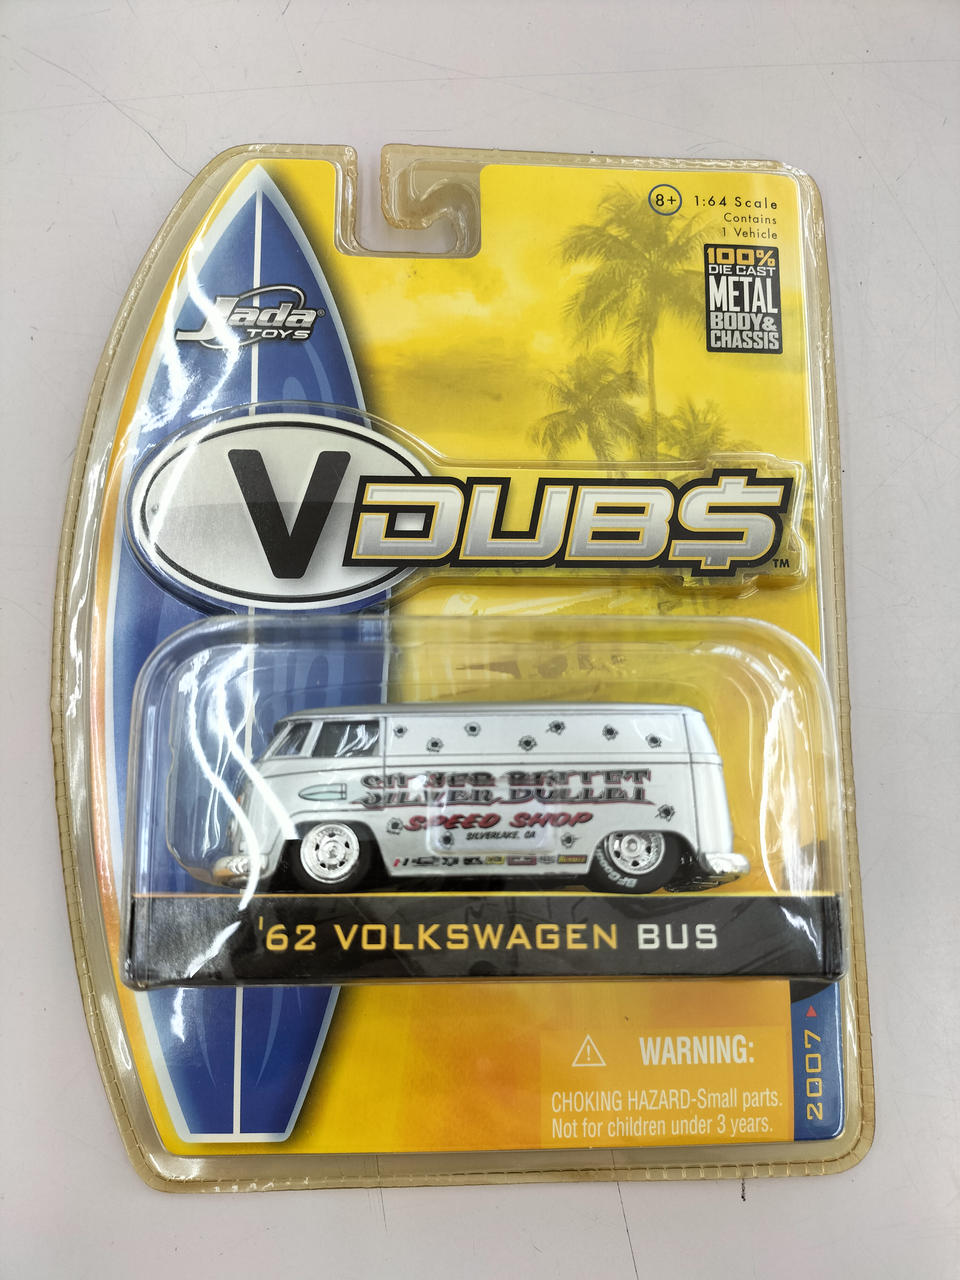 8+
1:64 Scale
Contains
1 Vehicle
100%
DIE CAST
METAL
BODY&
CHASSIS
Jada®
TOYS
V DUB$™
SILVER BULLET
SPEED SHOP
SILVERLAKE, CA
'62 VOLKSWAGEN BUS
2007
WARNING:
CHOKING HAZARD-Small parts.
Not for children under 3 years.